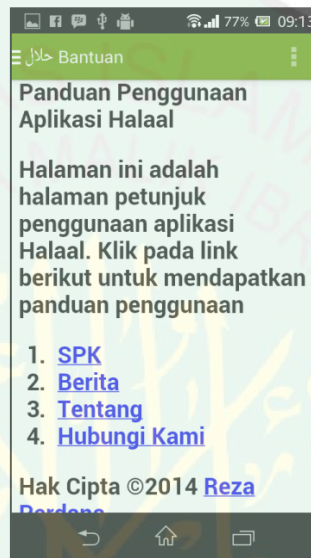 77% 09:13
حلال Bantuan
Panduan Penggunaan
Aplikasi Halaal
Halaman ini adalah
halaman petunjuk
penggunaan aplikasi
Halaal. Klik pada link
berikut untuk mendapatkan
panduan penggunaan
1. SPK
2. Berita
3. Tentang
4. Hubungi Kami
Hak Cipta ©2014 Reza
Perdana